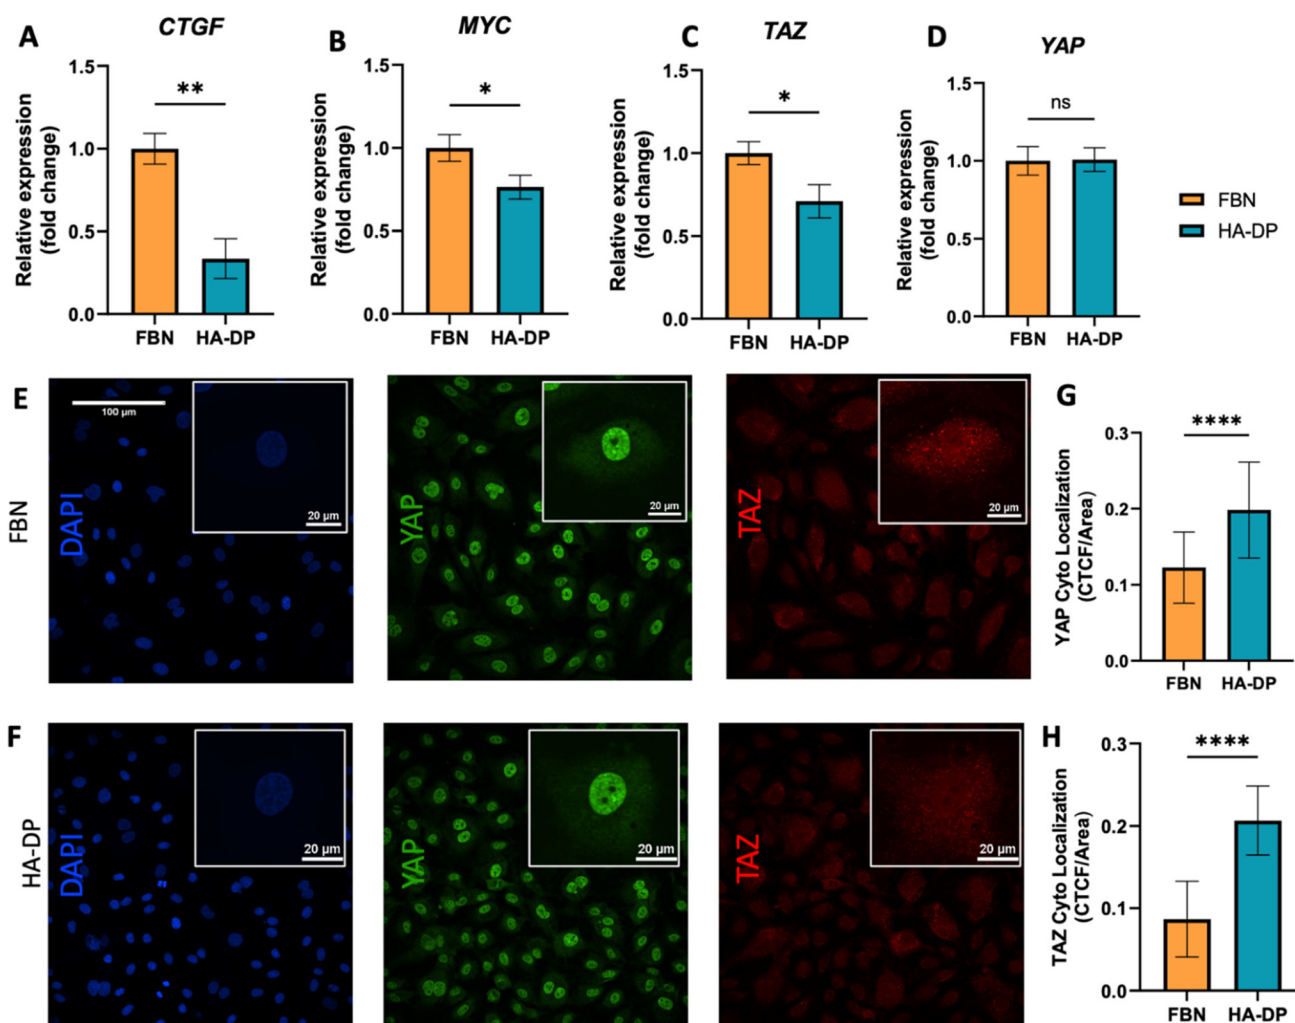 A
CTGF
Relative expression
(fold change)
1.5
1.0
0.5
0.0
**
FBN HA-DP
B
MYC
Relative expression
(fold change)
1.5
1.0
0.5
0.0
*
FBN HA-DP
C
TAZ
Relative expression
(fold change)
1.5
1.0
0.5
0.0
*
FBN HA-DP
D
YAP
Relative expression
(fold change)
1.5
1.0
0.5
0.0
ns
FBN HA-DP
FBN
HA-DP
E
FBN
DAPI
100 µm
20 µm
YAP
20 µm
TAZ
20 µm
G
YAP Cyto Localization
(CTCF/Area)
0.3
0.2
0.1
0.0
****
FBN HA-DP
F
HA-DP
DAPI
20 µm
YAP
20 µm
TAZ
20 µm
H
TAZ Cyto Localization
(CTCF/Area)
0.3
0.2
0.1
0.0
****
FBN HA-DP